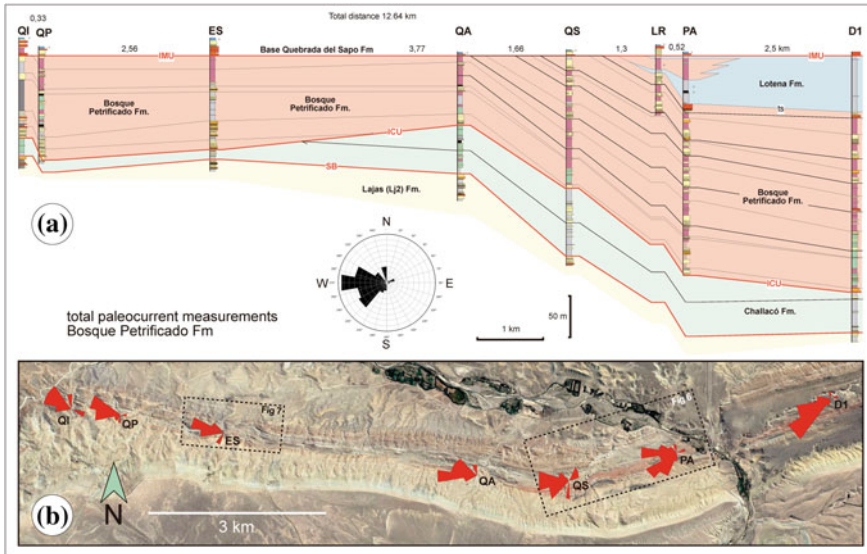 0,33
Total distance 12.64 km
QI QP ES QA QS LR PA D1
2,56 IMU Base Quebrada del Sapo Fm 3,77 1,66 1,3 0,52 2,5 km IMU
Lotena Fm.
ts
Bosque
Petrificado Fm.
Bosque
Petrificado Fm.
ICU
SB
Lajas (Lj2) Fm.
Bosque
Petrificado Fm.
ICU
Challacó Fm.
(a)
N
W E
S
total paleocurrent measurements
Bosque Petrificado Fm
1 km
50 m
QI
QP
Fig 7
ES
QA
QS
PA
D1
(b)
N
3 km